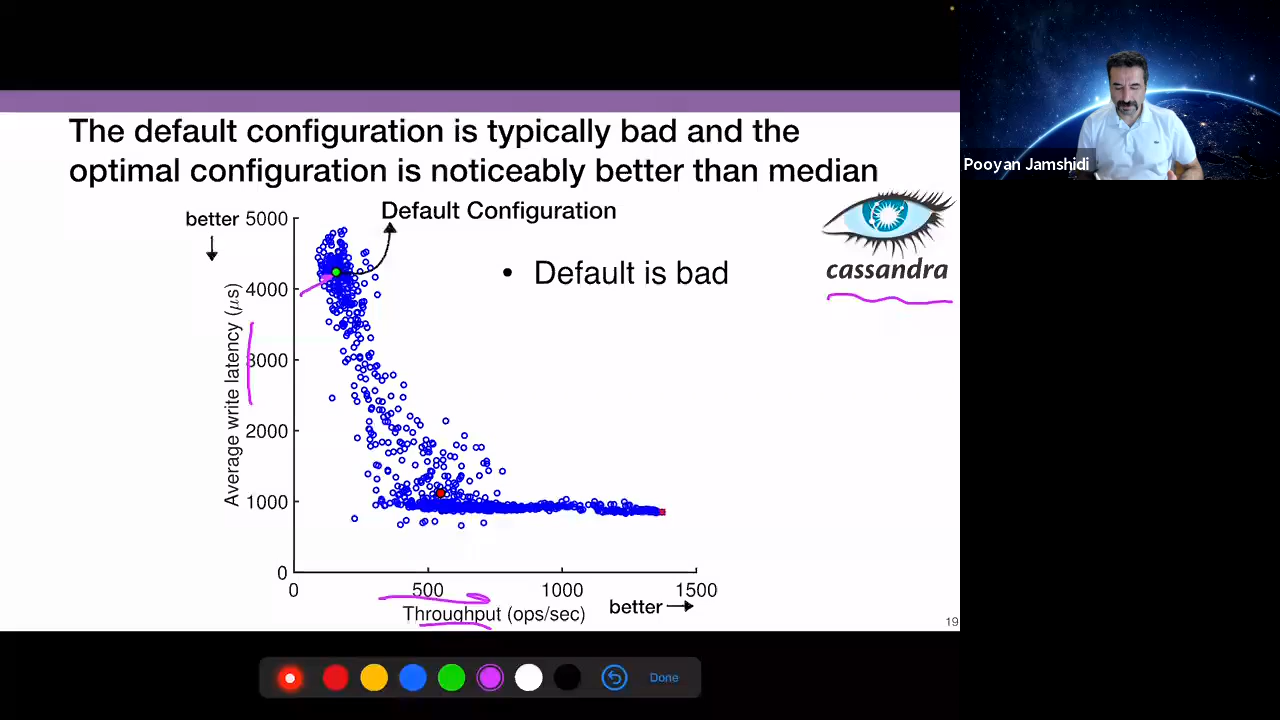 Pooyan Jamshidi
The default configuration is typically bad and the
optimal configuration is noticeably better than median
better
Default Configuration
• Default is bad
cassandra
Average write latency (μs)
5000
4000
3000
2000
1000
0
0 500 1000 1500
Throughput (ops/sec)
better
19
Done